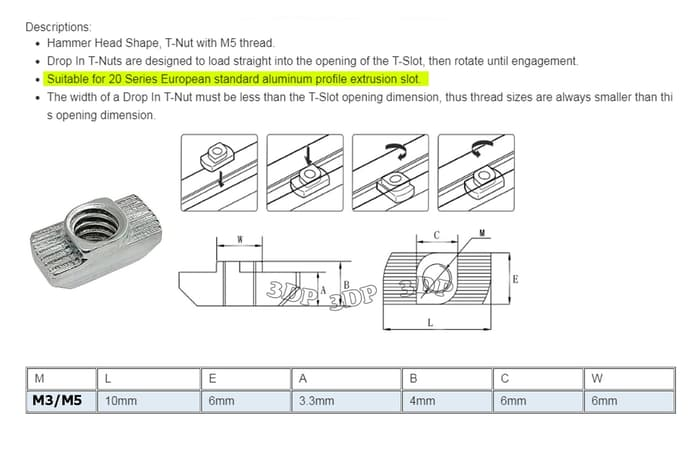 Descriptions:
• Hammer Head Shape, T-Nut with M5 thread.
• Drop In T-Nuts are designed to load straight into the opening of the T-Slot, then rotate until engagement.
• Suitable for 20 Series European standard aluminum profile extrusion slot.
• The width of a Drop In T-Nut must be less than the T-Slot opening dimension, thus thread sizes are always smaller than thi
s opening dimension.
W
C
M
A
B
E
L
3DP
3DP
3DP
M L E A B C W
M3/M5 10mm 6mm 3.3mm 4mm 6mm 6mm